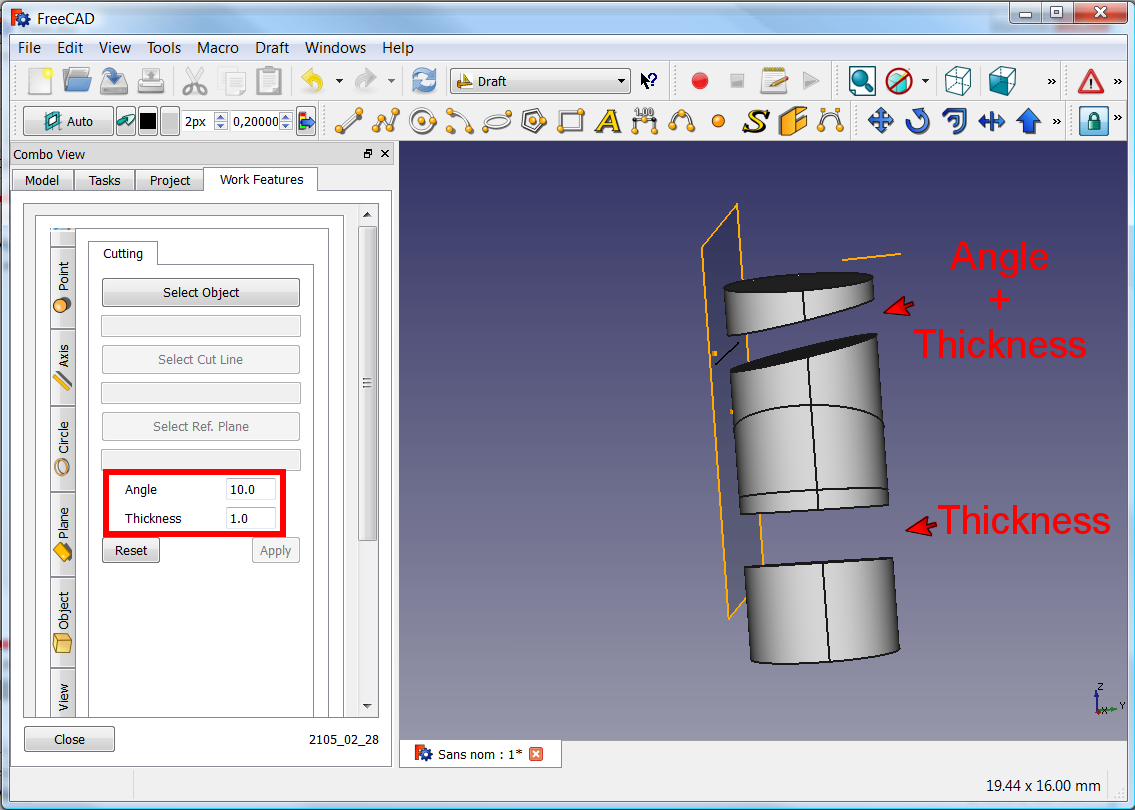 FreeCAD
File Edit View Tools Macro Draft Windows Help
Draft
»
»
Auto
2px
0,20000
1.00
»
»
Combo View
Model
Tasks
Project
Work Features
Point
Axis
Circle
Plane
Object
View
Cutting
Select Object
Select Cut Line
Select Ref. Plane
Angle 10.0
Thickness 1.0
Reset
Apply
Close
2105_02_28
Angle
+
Thickness
Thickness
Z
X
Y
Sans nom : 1*
19.44 x 16.00 mm